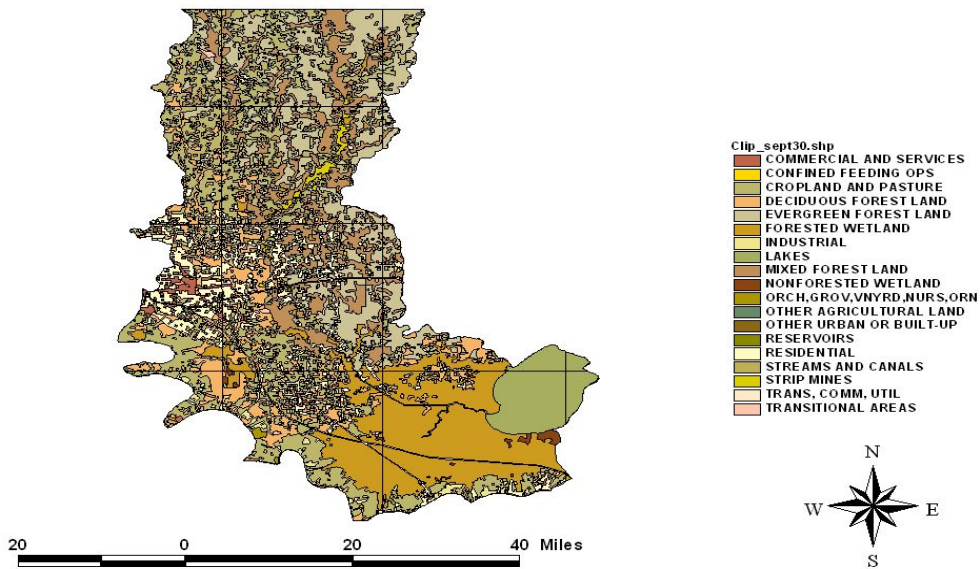 Clip_sept30.shp
COMMERCIAL AND SERVICES
CONFINED FEEDING OPS
CROPLAND AND PASTURE
DECIDUOUS FOREST LAND
EVERGREEN FOREST LAND
FORESTED WETLAND
INDUSTRIAL
LAKES
MIXED FOREST LAND
NONFORESTED WETLAND
ORCH,GROV,VNYRD,NURS,ORN
OTHER AGRICULTURAL LAND
OTHER URBAN OR BUILT-UP
RESERVOIRS
RESIDENTIAL
STREAMS AND CANALS
STRIP MINES
TRANS, COMM, UTIL
TRANSITIONAL AREAS
N
W E
S
20 0 20 40 Miles